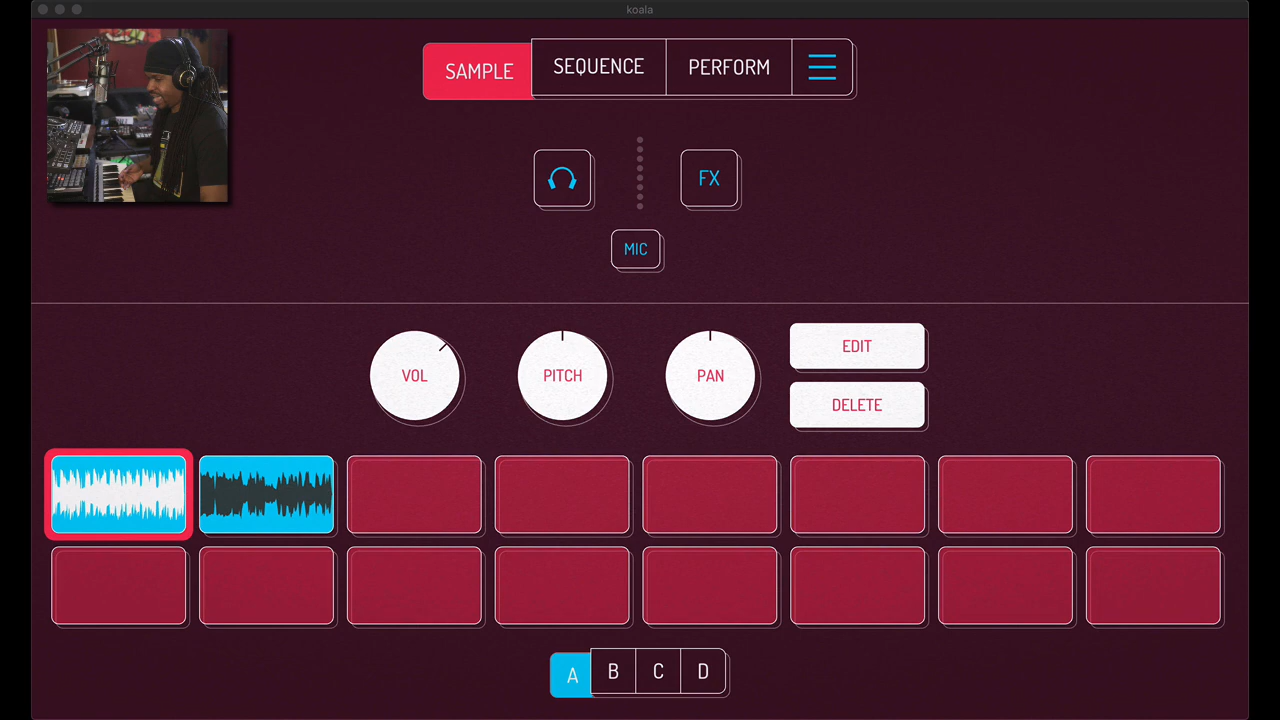 koala
SAMPLE SEQUENCE PERFORM
FX
MIC
VOL PITCH PAN EDIT
DELETE
A B C D